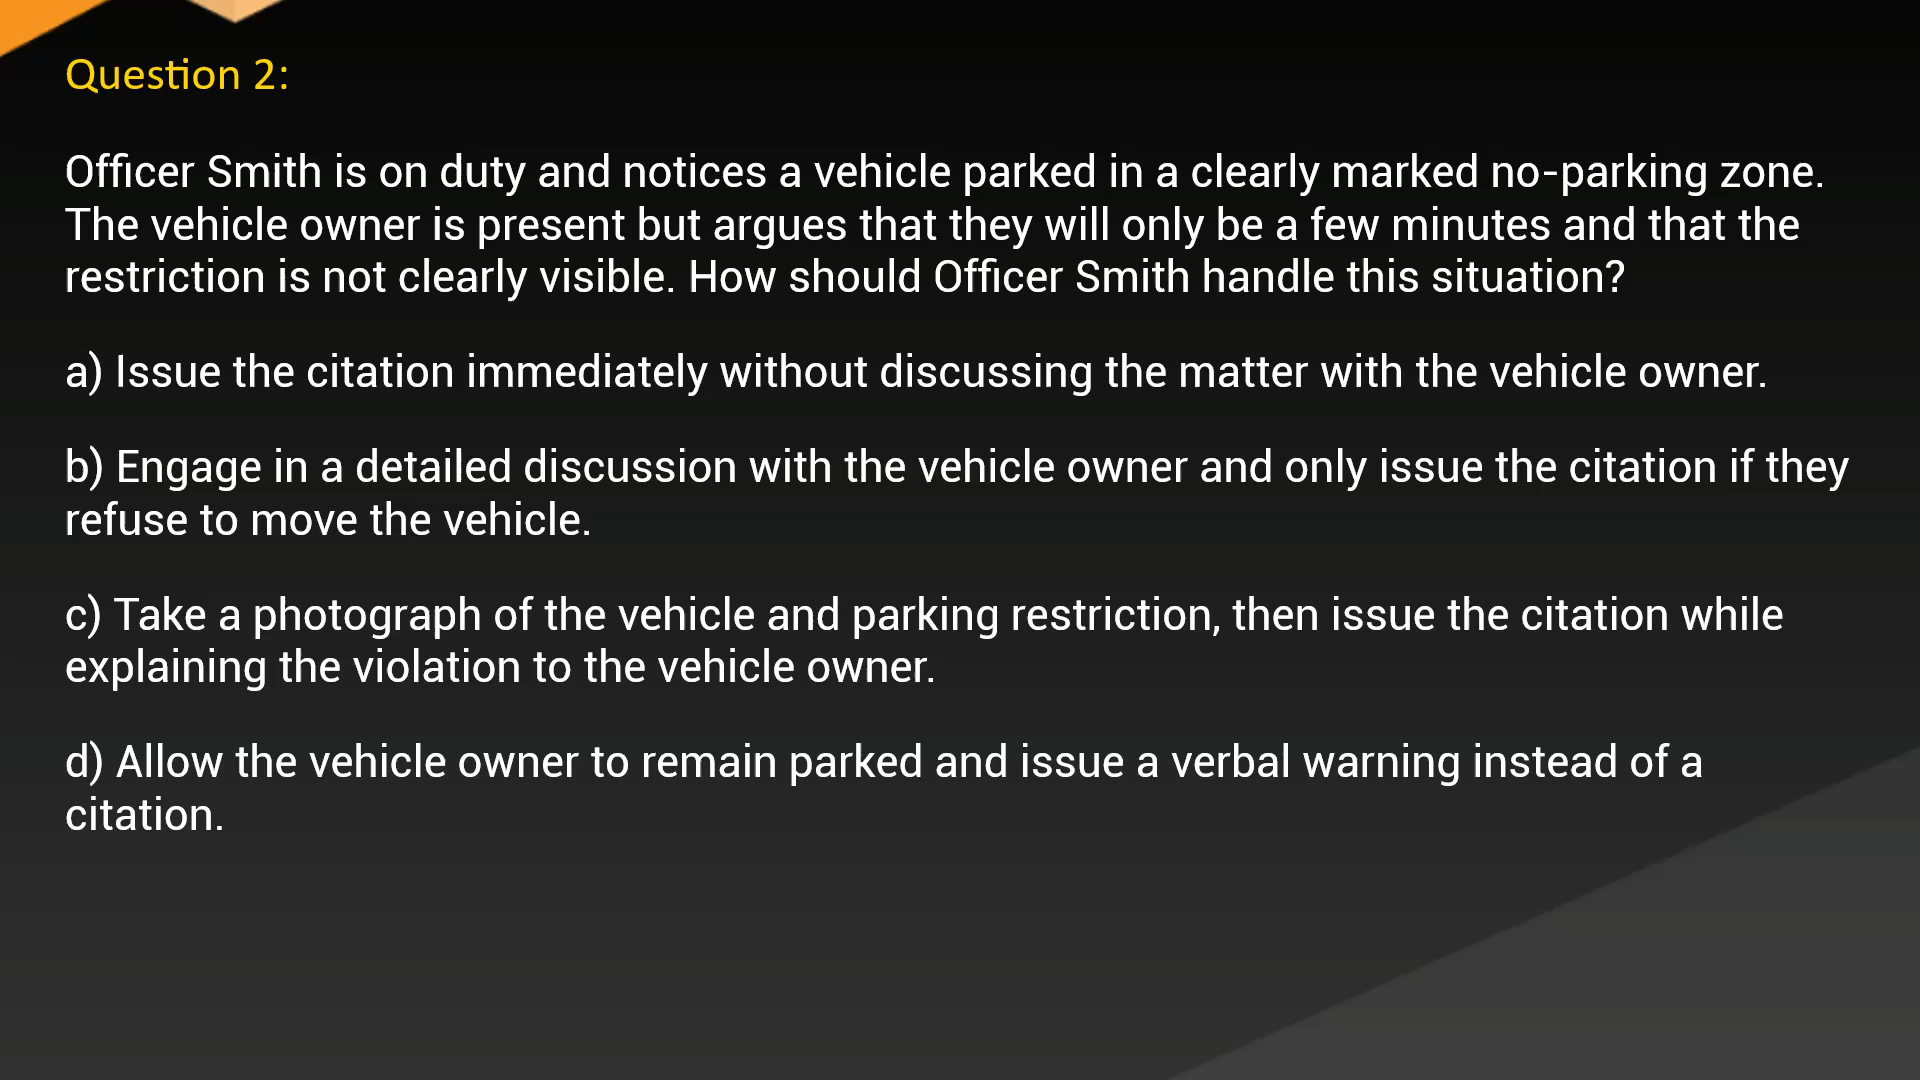 Question 2:
Officer Smith is on duty and notices a vehicle parked in a clearly marked no-parking zone.
The vehicle owner is present but argues that they will only be a few minutes and that the
restriction is not clearly visible. How should Officer Smith handle this situation?
a) Issue the citation immediately without discussing the matter with the vehicle owner.
b) Engage in a detailed discussion with the vehicle owner and only issue the citation if they
refuse to move the vehicle.
c) Take a photograph of the vehicle and parking restriction, then issue the citation while
explaining the violation to the vehicle owner.
d) Allow the vehicle owner to remain parked and issue a verbal warning instead of a
citation.